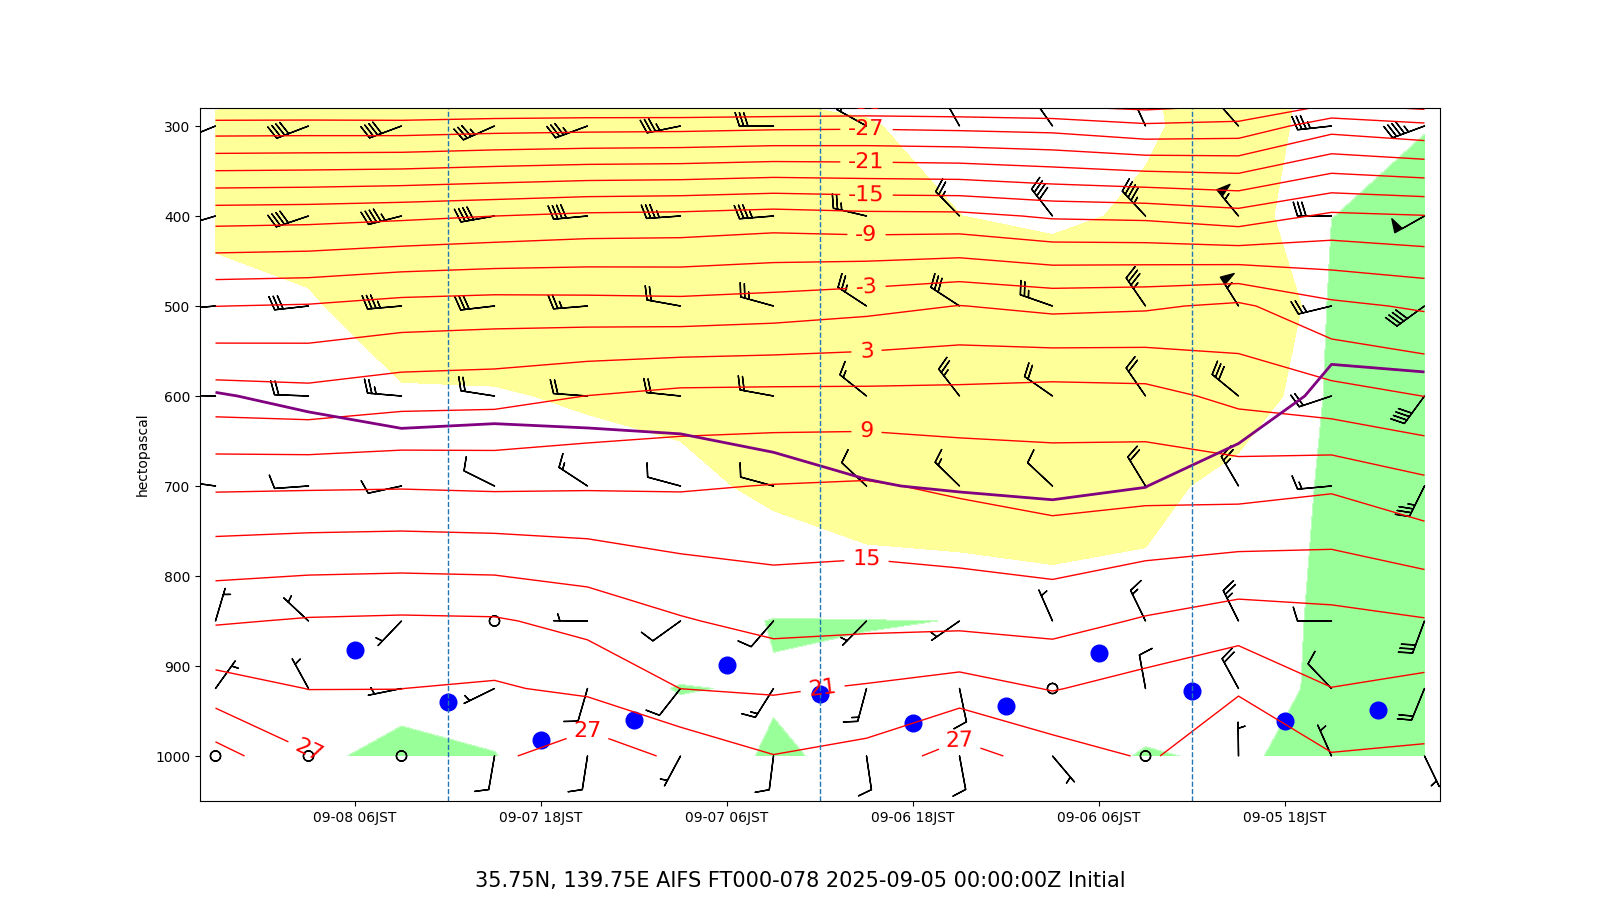 300
-27
-21
-15
400
-9
-3
500
3
600
9
hectopascal
700
15
800
900
21
27
27
27
1000
09-08 06JST
09-07 18JST
09-07 06JST
09-06 18JST
09-06 06JST
09-05 18JST
35.75N, 139.75E AIFS FT000-078 2025-09-05 00:00:00Z Initial